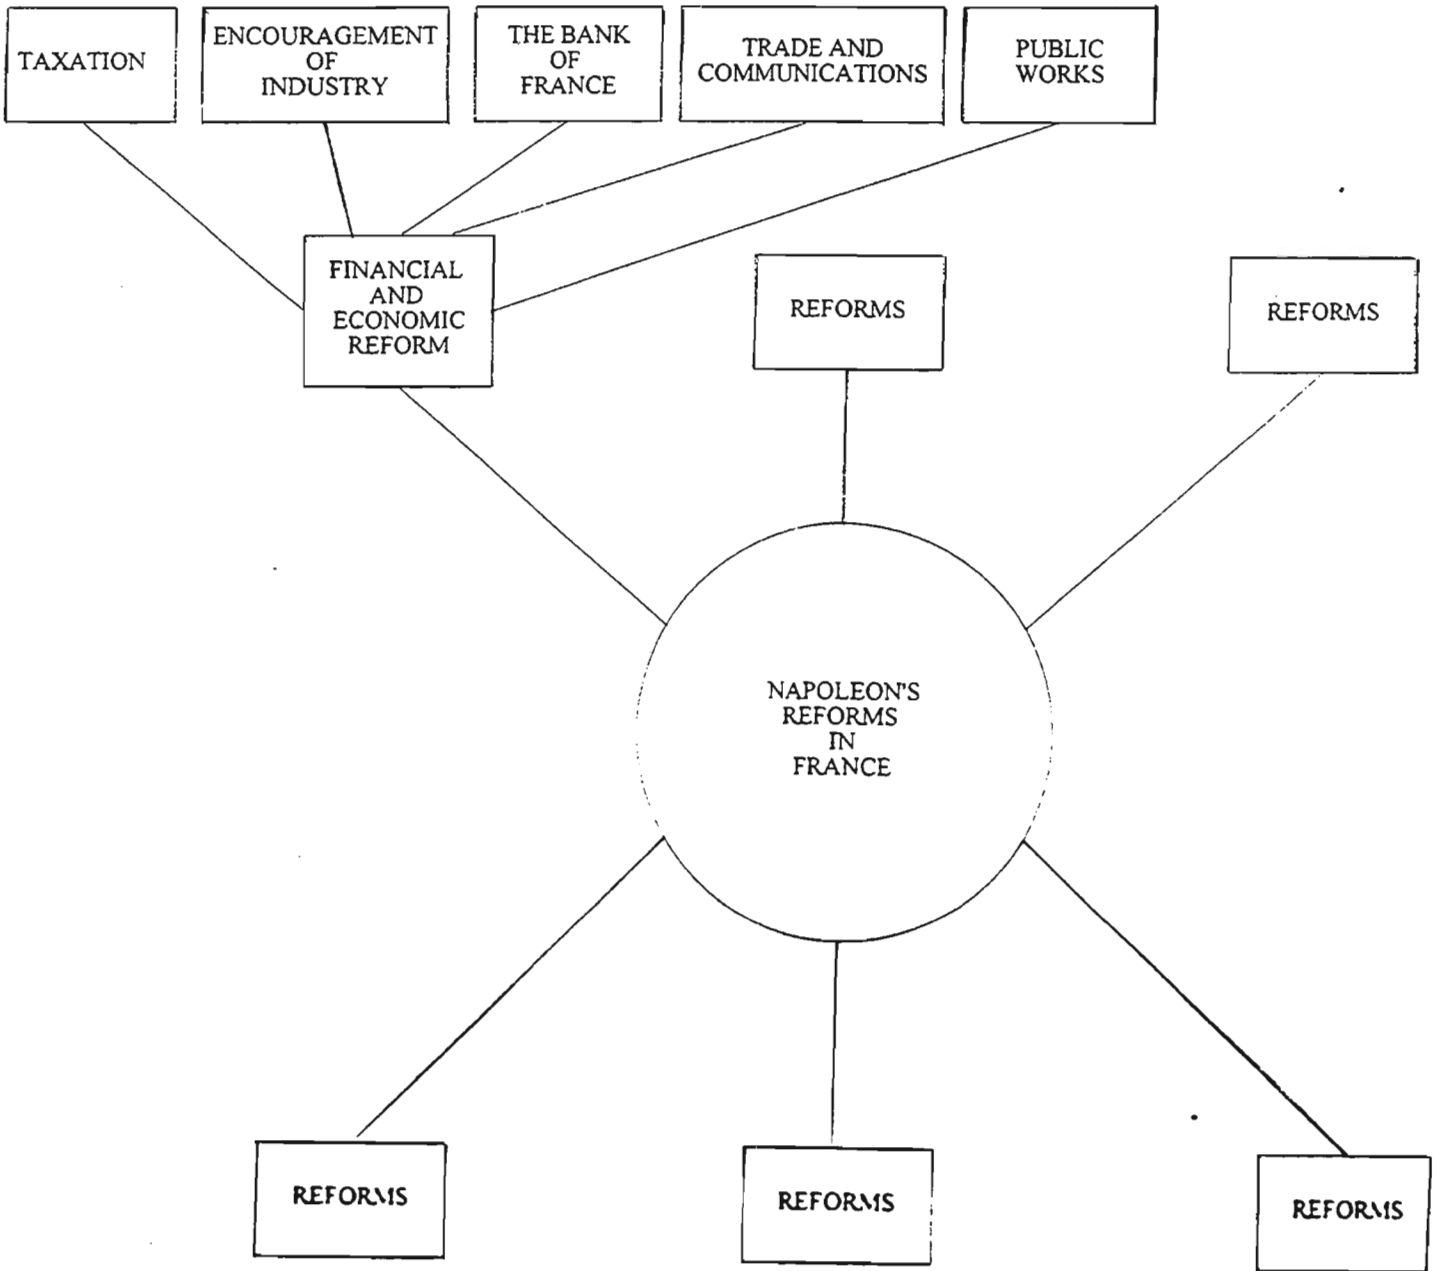 TAXATION
ENCOURAGEMENT
OF
INDUSTRY
THE BANK
OF
FRANCE
TRADE AND
COMMUNICATIONS
PUBLIC
WORKS
FINANCIAL
AND
ECONOMIC
REFORM
REFORMS
REFORMS
NAPOLEON'S
REFORMS
IN
FRANCE
REFORMS
REFORMS
REFORMS